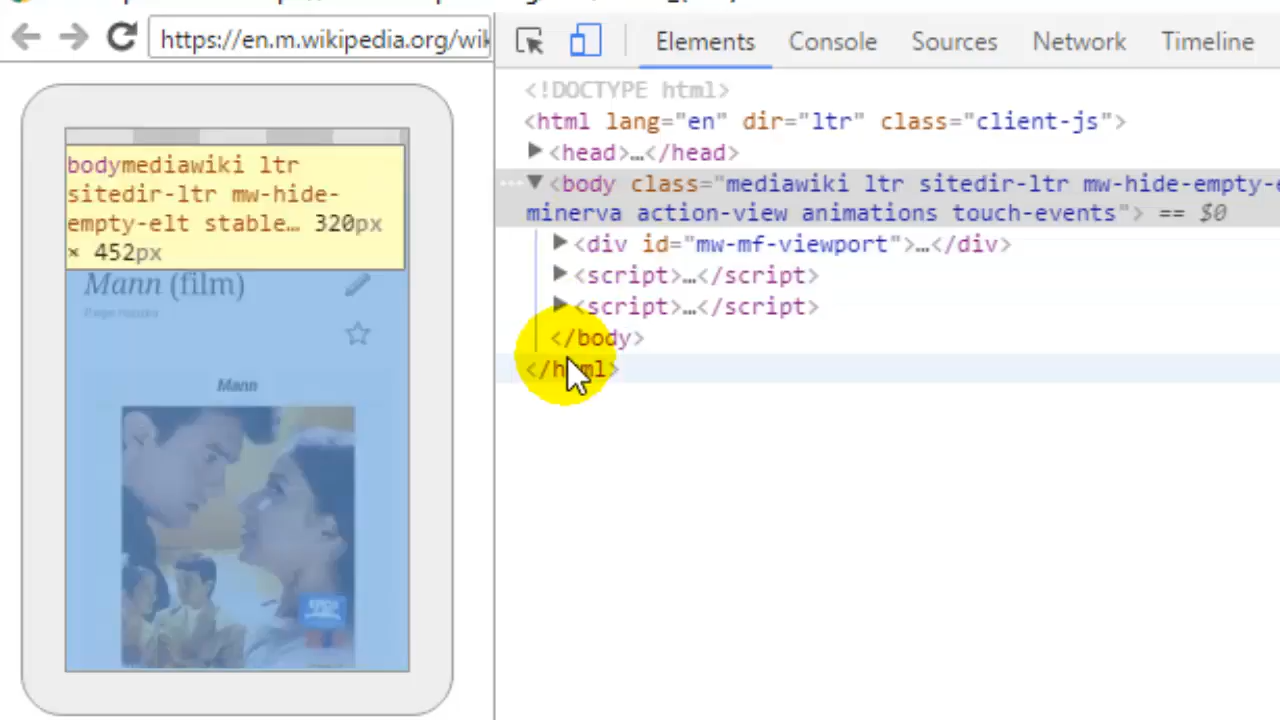 https://en.m.wikipedia.org/wik
Elements Console Sources Network Timeline
<!DOCTYPE html>
<html lang="en" dir="ltr" class="client-js">
▶<head>…</head>
…▼<body class="mediawiki ltr sitedir-ltr mw-hide-empty-e
minerva action-view animations touch-events"> == $0
▶<div id="mw-mf-viewport">…</div>
▶<script>…</script>
▶<script>…</script>
</body>
</html>
bodymediawiki ltr
sitedir-ltr mw-hide-
empty-elt stable… 320px
× 452px
Mann (film)
Page issues
Mann